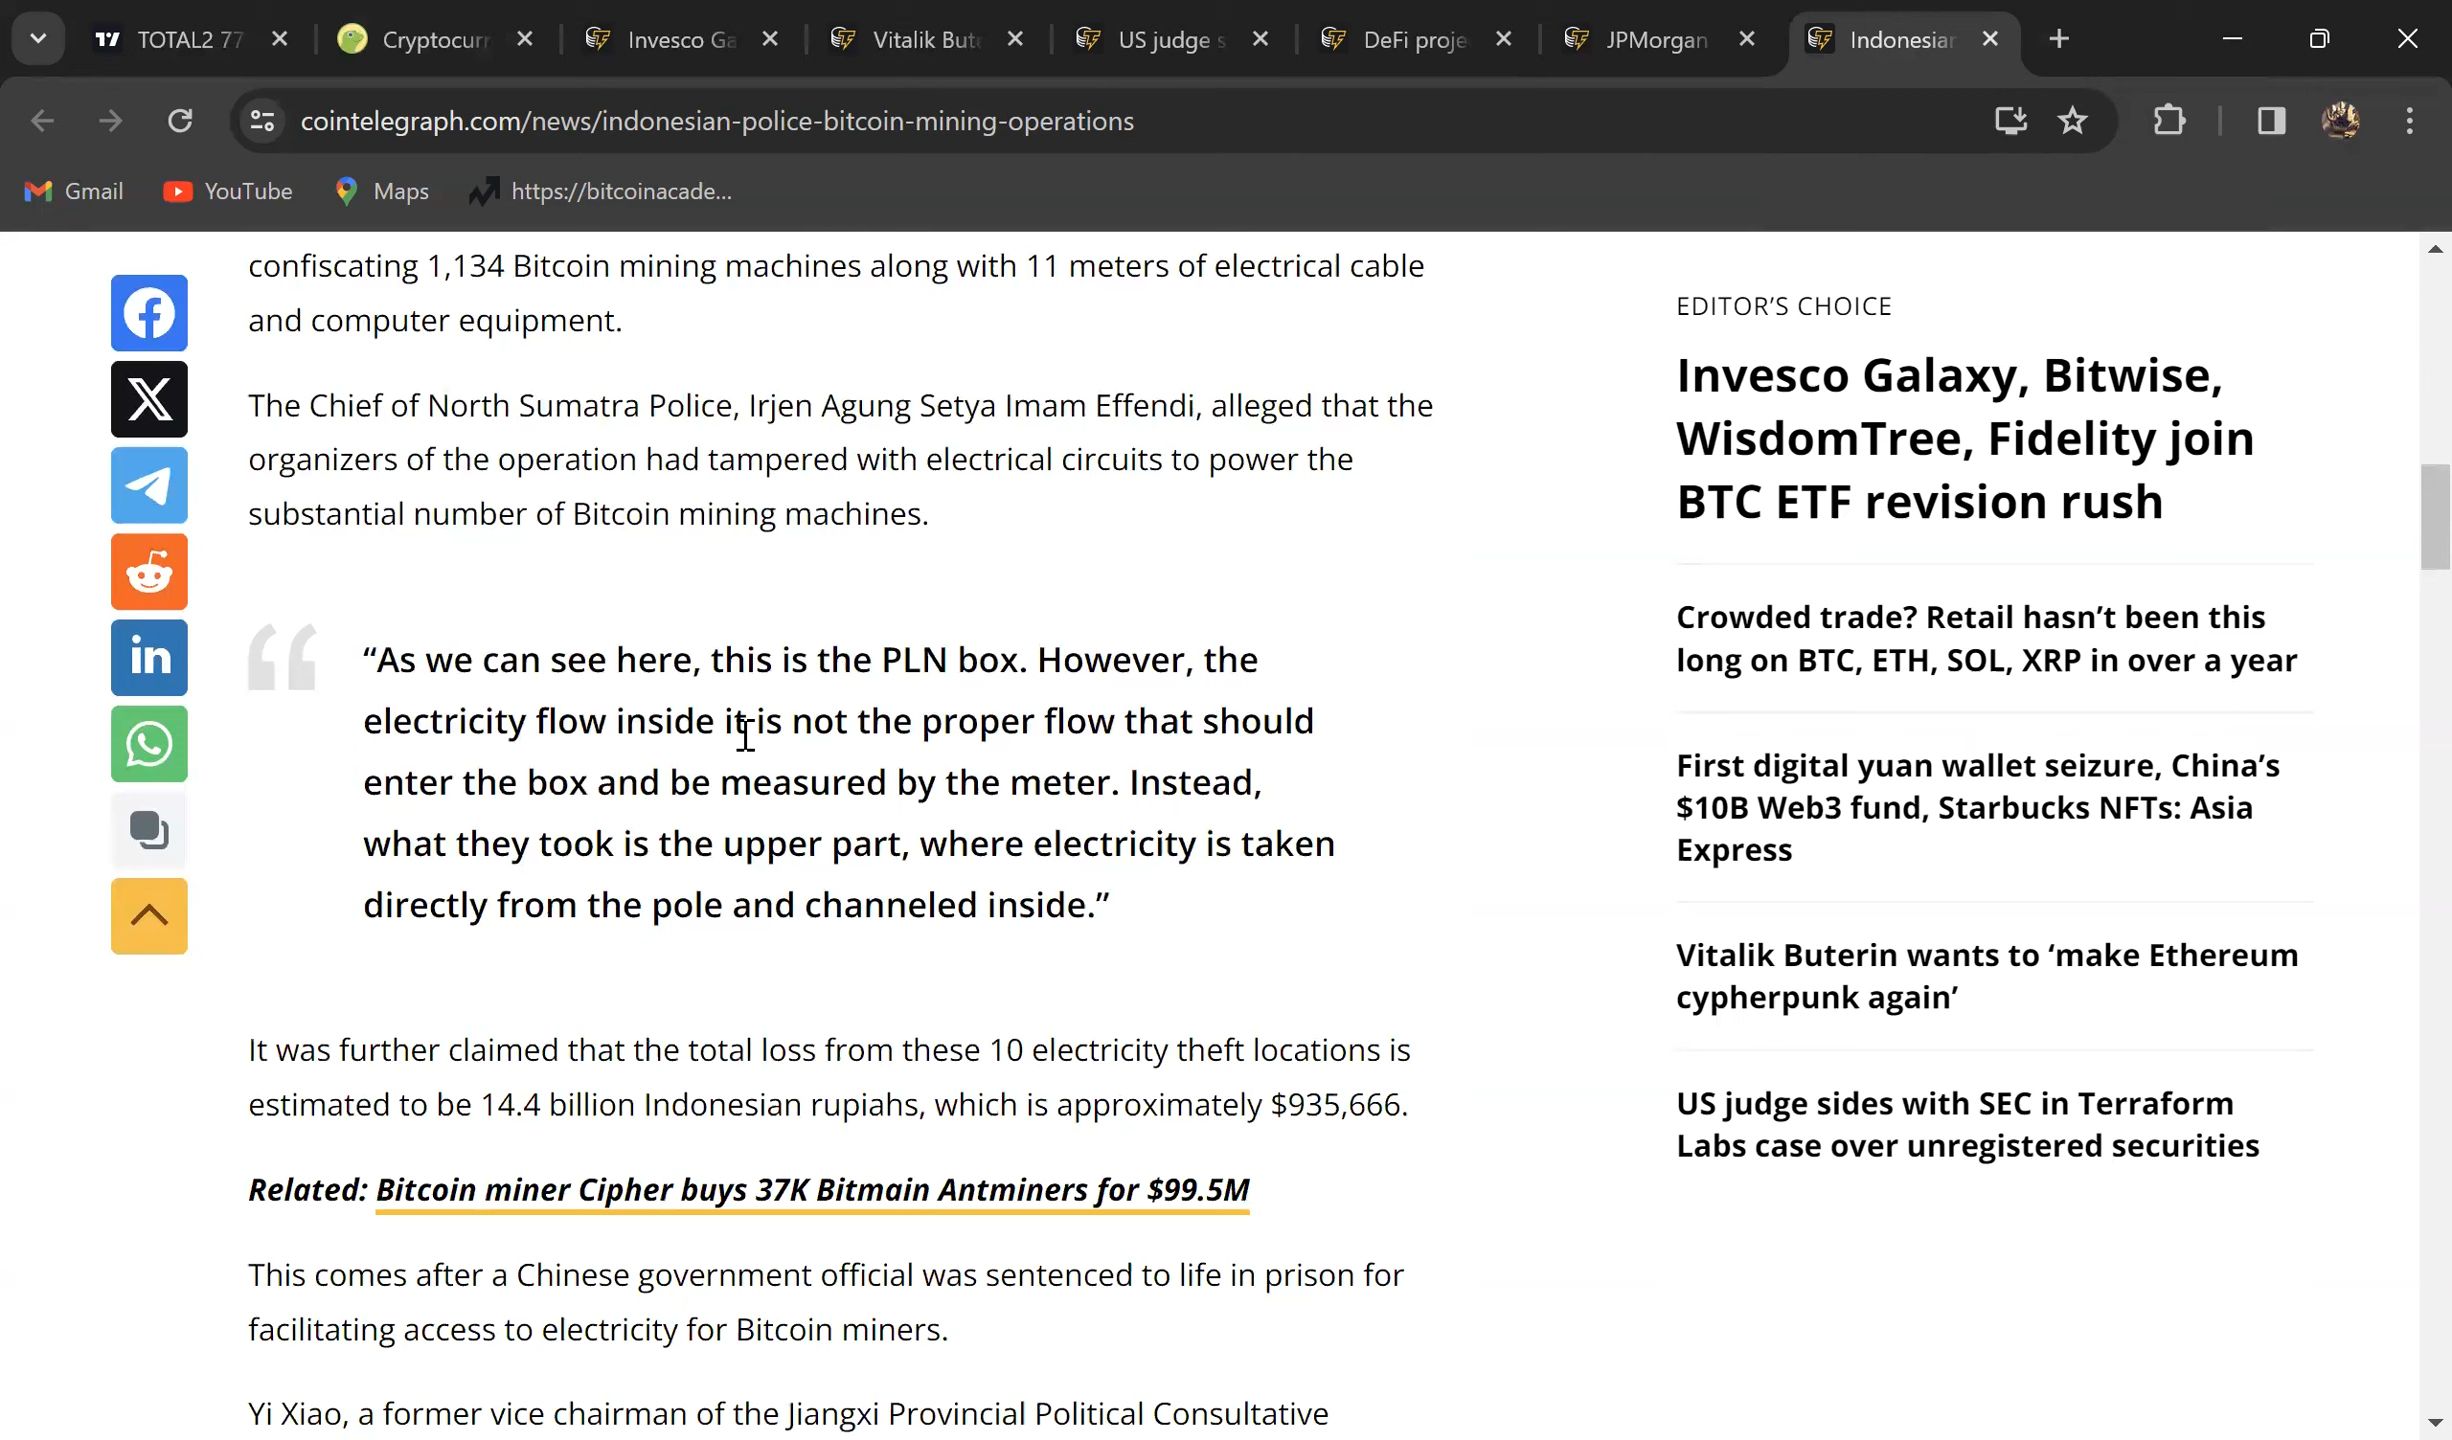 TOTAL2 77
Cryptocurr
Invesco Ga
Vitalik Bute
US judge s
DeFi proje
JPMorgan
Indonesian
cointelegraph.com/news/indonesian-police-bitcoin-mining-operations
Gmail
YouTube
Maps
https://bitcoinacade...
confiscating 1,134 Bitcoin mining machines along with 11 meters of electrical cable
and computer equipment.
The Chief of North Sumatra Police, Irjen Agung Setya Imam Effendi, alleged that the
organizers of the operation had tampered with electrical circuits to power the
substantial number of Bitcoin mining machines.
“As we can see here, this is the PLN box. However, the
electricity flow inside it is not the proper flow that should
enter the box and be measured by the meter. Instead,
what they took is the upper part, where electricity is taken
directly from the pole and channeled inside.”
It was further claimed that the total loss from these 10 electricity theft locations is
estimated to be 14.4 billion Indonesian rupiahs, which is approximately $935,666.
Related: Bitcoin miner Cipher buys 37K Bitmain Antminers for $99.5M
This comes after a Chinese government official was sentenced to life in prison for
facilitating access to electricity for Bitcoin miners.
Yi Xiao, a former vice chairman of the Jiangxi Provincial Political Consultative
EDITOR’S CHOICE
Invesco Galaxy, Bitwise,
WisdomTree, Fidelity join
BTC ETF revision rush
Crowded trade? Retail hasn’t been this
long on BTC, ETH, SOL, XRP in over a year
First digital yuan wallet seizure, China’s
$10B Web3 fund, Starbucks NFTs: Asia
Express
Vitalik Buterin wants to ‘make Ethereum
cypherpunk again’
US judge sides with SEC in Terraform
Labs case over unregistered securities